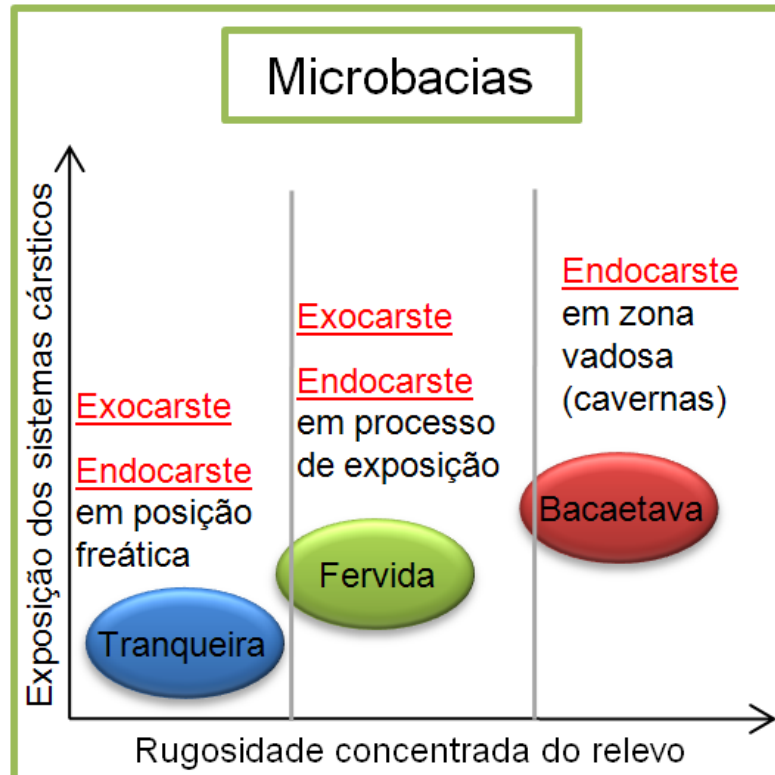 Microbacias
Exposição dos sistemas cársticos
Exocarste
Endocarste
em posição
freática
Tranqueira
Exocarste
Endocarste
em processo
de exposição
Fervida
Endocarste
em zona
vadosa
(cavernas)
Bacaetava
Rugosidade concentrada do relevo